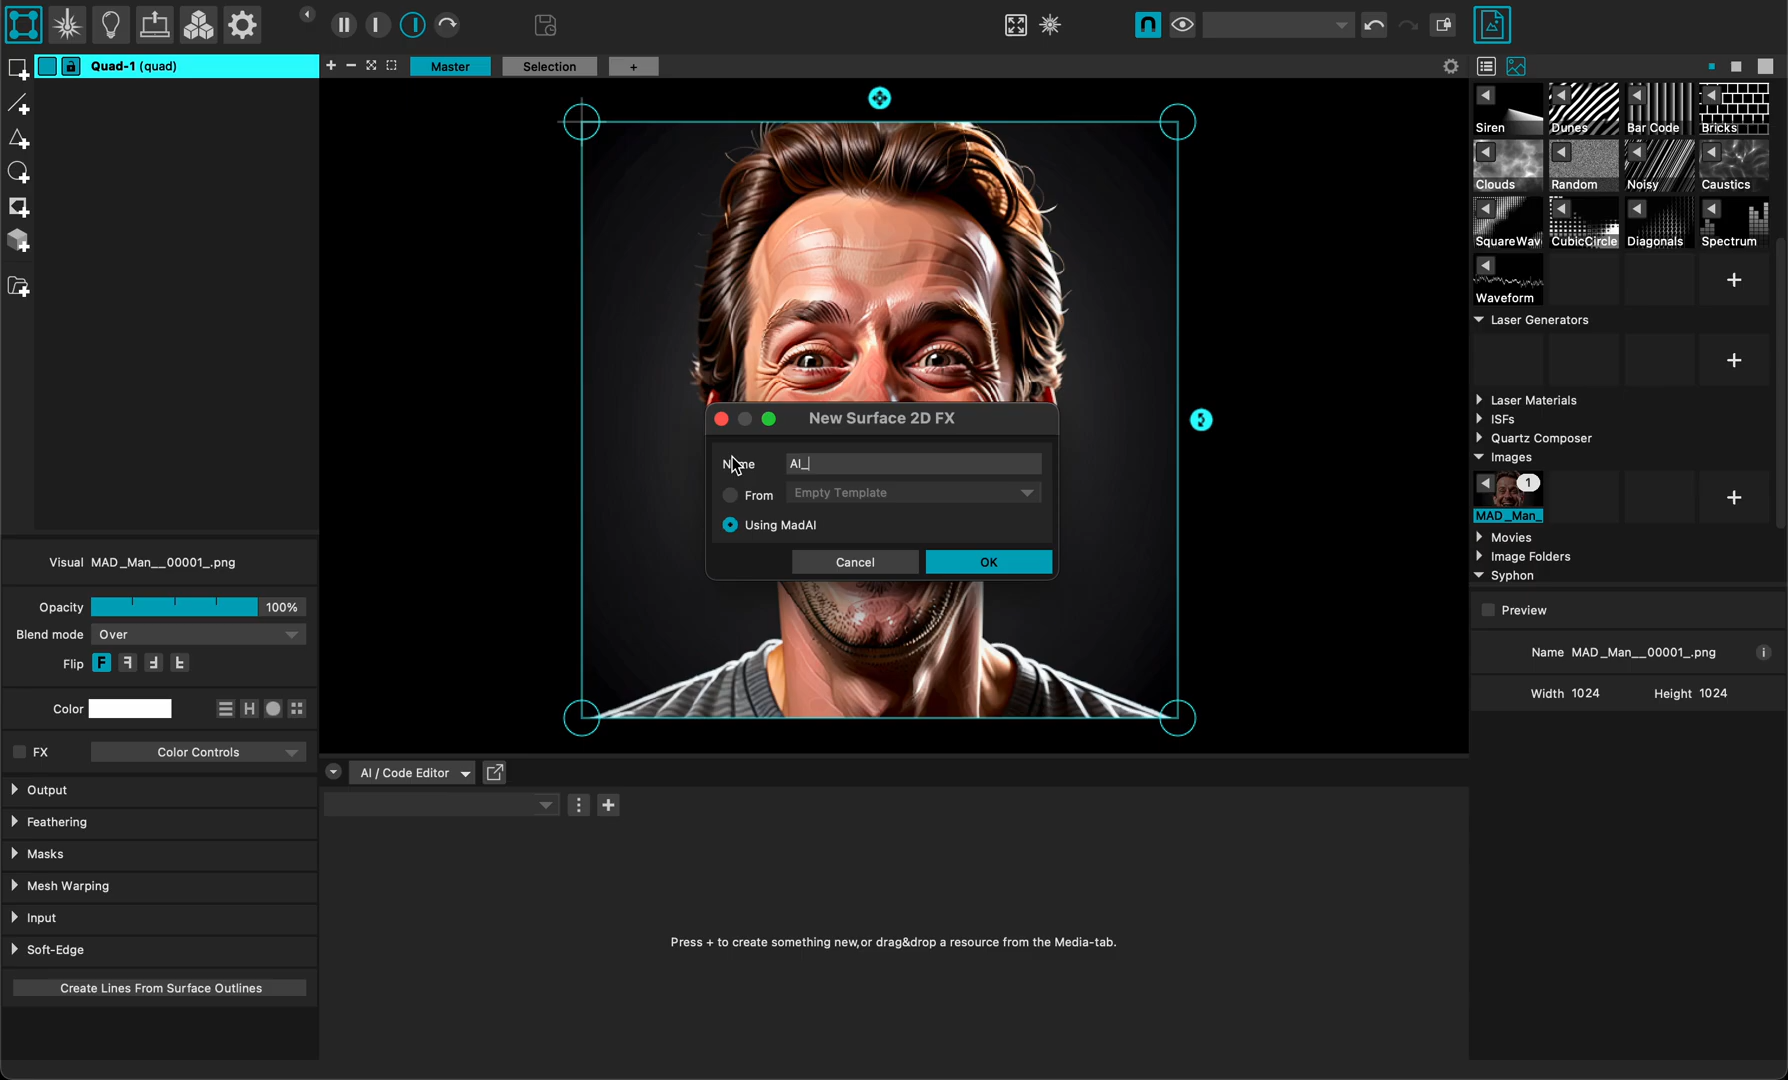 Quad-1 (quad)
Master
Selection
+
Siren
Dunes
Bar Code
Bricks
Clouds
Random
Noisy
Caustics
SquareWav
CubicCircle
Diagonals
Spectrum
Waveform
+
Laser Generators
+
Laser Materials
ISFs
Quartz Composer
Images
1
MAD_Man_
+
Movies
Image Folders
Syphon
New Surface 2D FX
Name AI_
From Empty Template
Using MadAI
Cancel OK
Visual MAD_Man__00001_.png
Opacity 100%
Blend mode Over
Flip F F F F
Color H
FX Color Controls
Output
Feathering
Masks
Mesh Warping
Input
Soft-Edge
Create Lines From Surface Outlines
AI / Code Editor
Press + to create something new, or drag&drop a resource from the Media-tab.
Preview
Name MAD_Man__00001_.png i
Width 1024 Height 1024